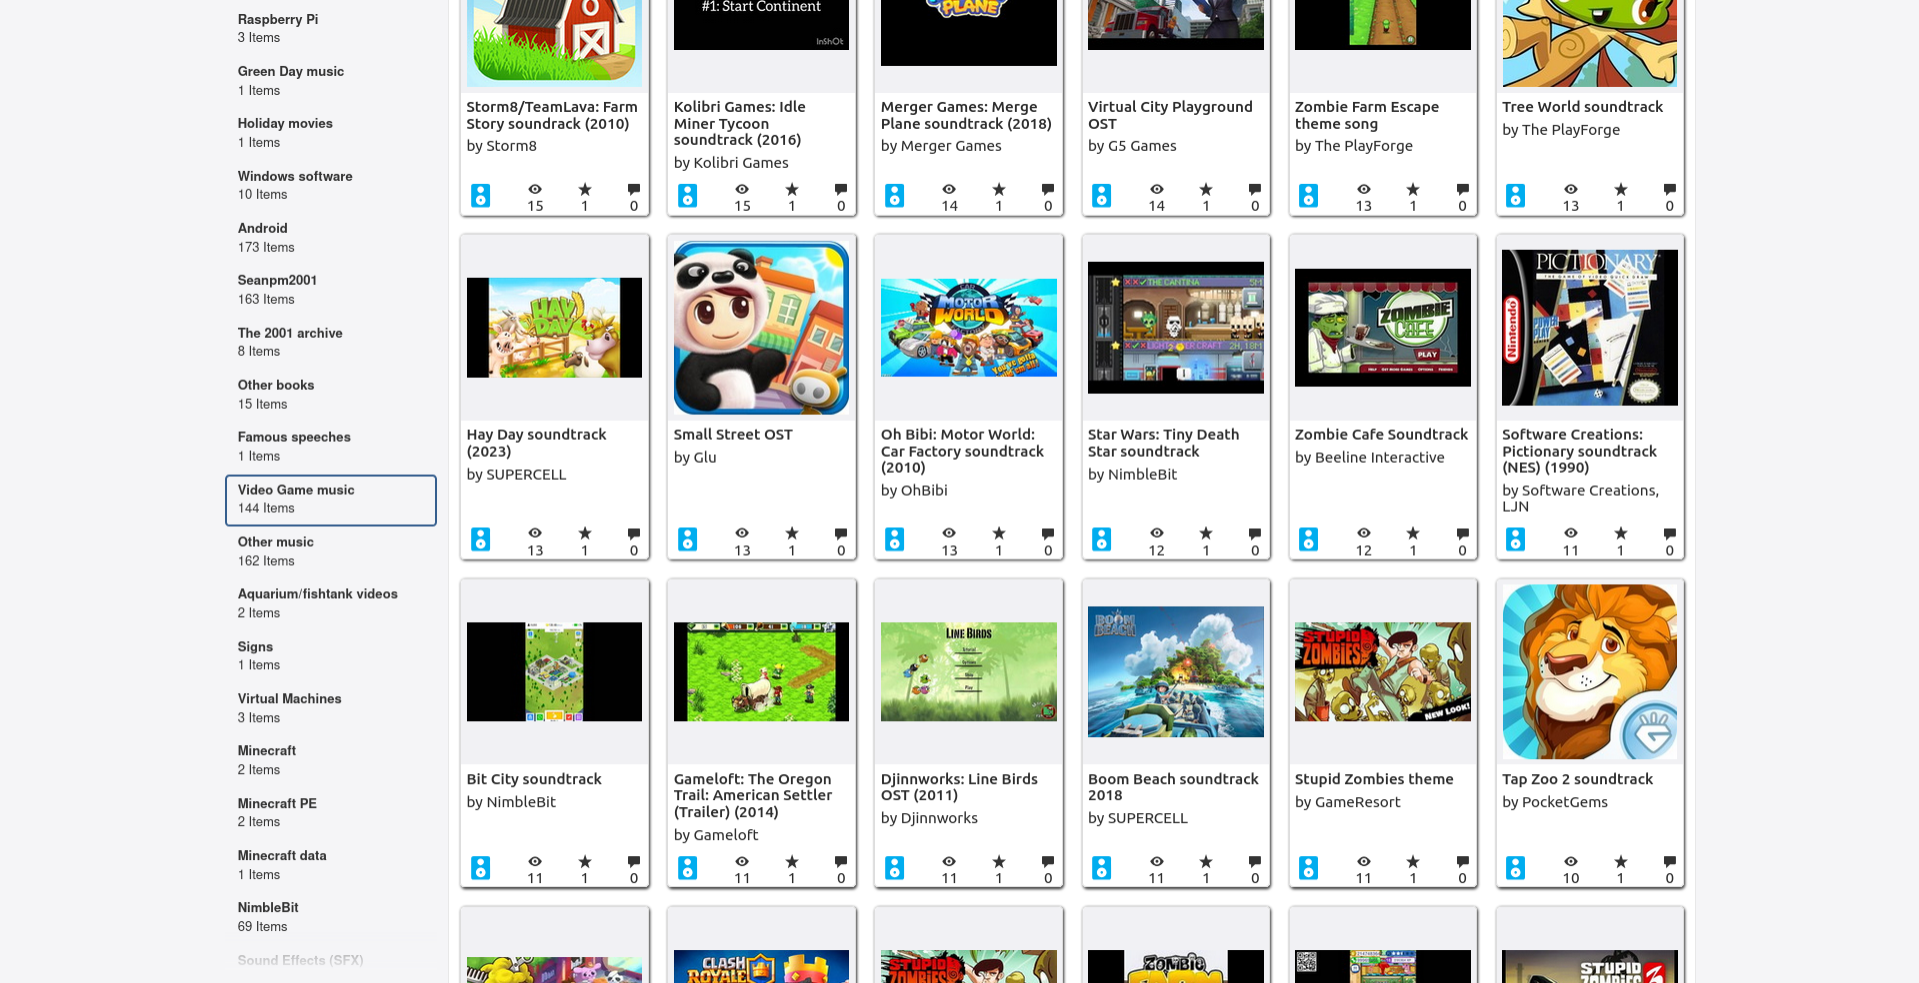 Raspberry Pi
3 Items
Green Day music
1 Items
Holiday movies
1 Items
Windows software
10 Items
Android
173 Items
Seanpm2001
163 Items
The 2001 archive
8 Items
Other books
15 Items
Famous speeches
1 Items
Video Game music
144 Items
Other music
162 Items
Aquarium/fishtank videos
2 Items
Signs
1 Items
Virtual Machines
3 Items
Minecraft
2 Items
Minecraft PE
2 Items
Minecraft data
1 Items
NimbleBit
69 Items
Sound Effects (SFX)
#1: Start Continent
InShOt
PLANE
Storm8/TeamLava: Farm
Story soundrack (2010)
by Storm8
15 1 0
Kolibri Games: Idle
Miner Tycoon
soundtrack (2016)
by Kolibri Games
15 1 0
Merger Games: Merge
Plane soundtrack (2018)
by Merger Games
14 1 0
Virtual City Playground
OST
by G5 Games
14 1 0
Zombie Farm Escape
theme song
by The PlayForge
13 1 0
Tree World soundtrack
by The PlayForge
13 1 0
HAY
DAY
Hay Day soundtrack
(2023)
by SUPERCELL
13 1 0
Small Street OST
by Glu
13 1 0
CAR
MOTOR
WORLD
Oh Bibi: Motor World:
Car Factory soundtrack
(2010)
by OhBibi
13 1 0
THE CANTINA
Star Wars: Tiny Death
Star soundtrack
by NimbleBit
12 1 0
ZOMBIE
CAFE
PLAY
Zombie Cafe Soundtrack
by Beeline Interactive
12 1 0
PICTIONARY
THE GAME OF VIDEO QUICK DRAW
Nintendo
POWER
PLAY
Software Creations:
Pictionary soundtrack
(NES) (1990)
by Software Creations,
LJN
11 1 0
Bit City soundtrack
by NimbleBit
11 1 0
Gameloft: The Oregon
Trail: American Settler
(Trailer) (2014)
by Gameloft
11 1 0
LINE BIRDS
Play
Djinnworks: Line Birds
OST (2011)
by Djinnworks
11 1 0
BOOM
BEACH
Boom Beach soundtrack
2018
by SUPERCELL
11 1 0
STUPID
ZOMBIES
NEW LOOK!
Stupid Zombies theme
by GameResort
11 1 0
Tap Zoo 2 soundtrack
by PocketGems
10 1 0
CLASH
ROYALE
STUPID
ZOMBIE
STUPID